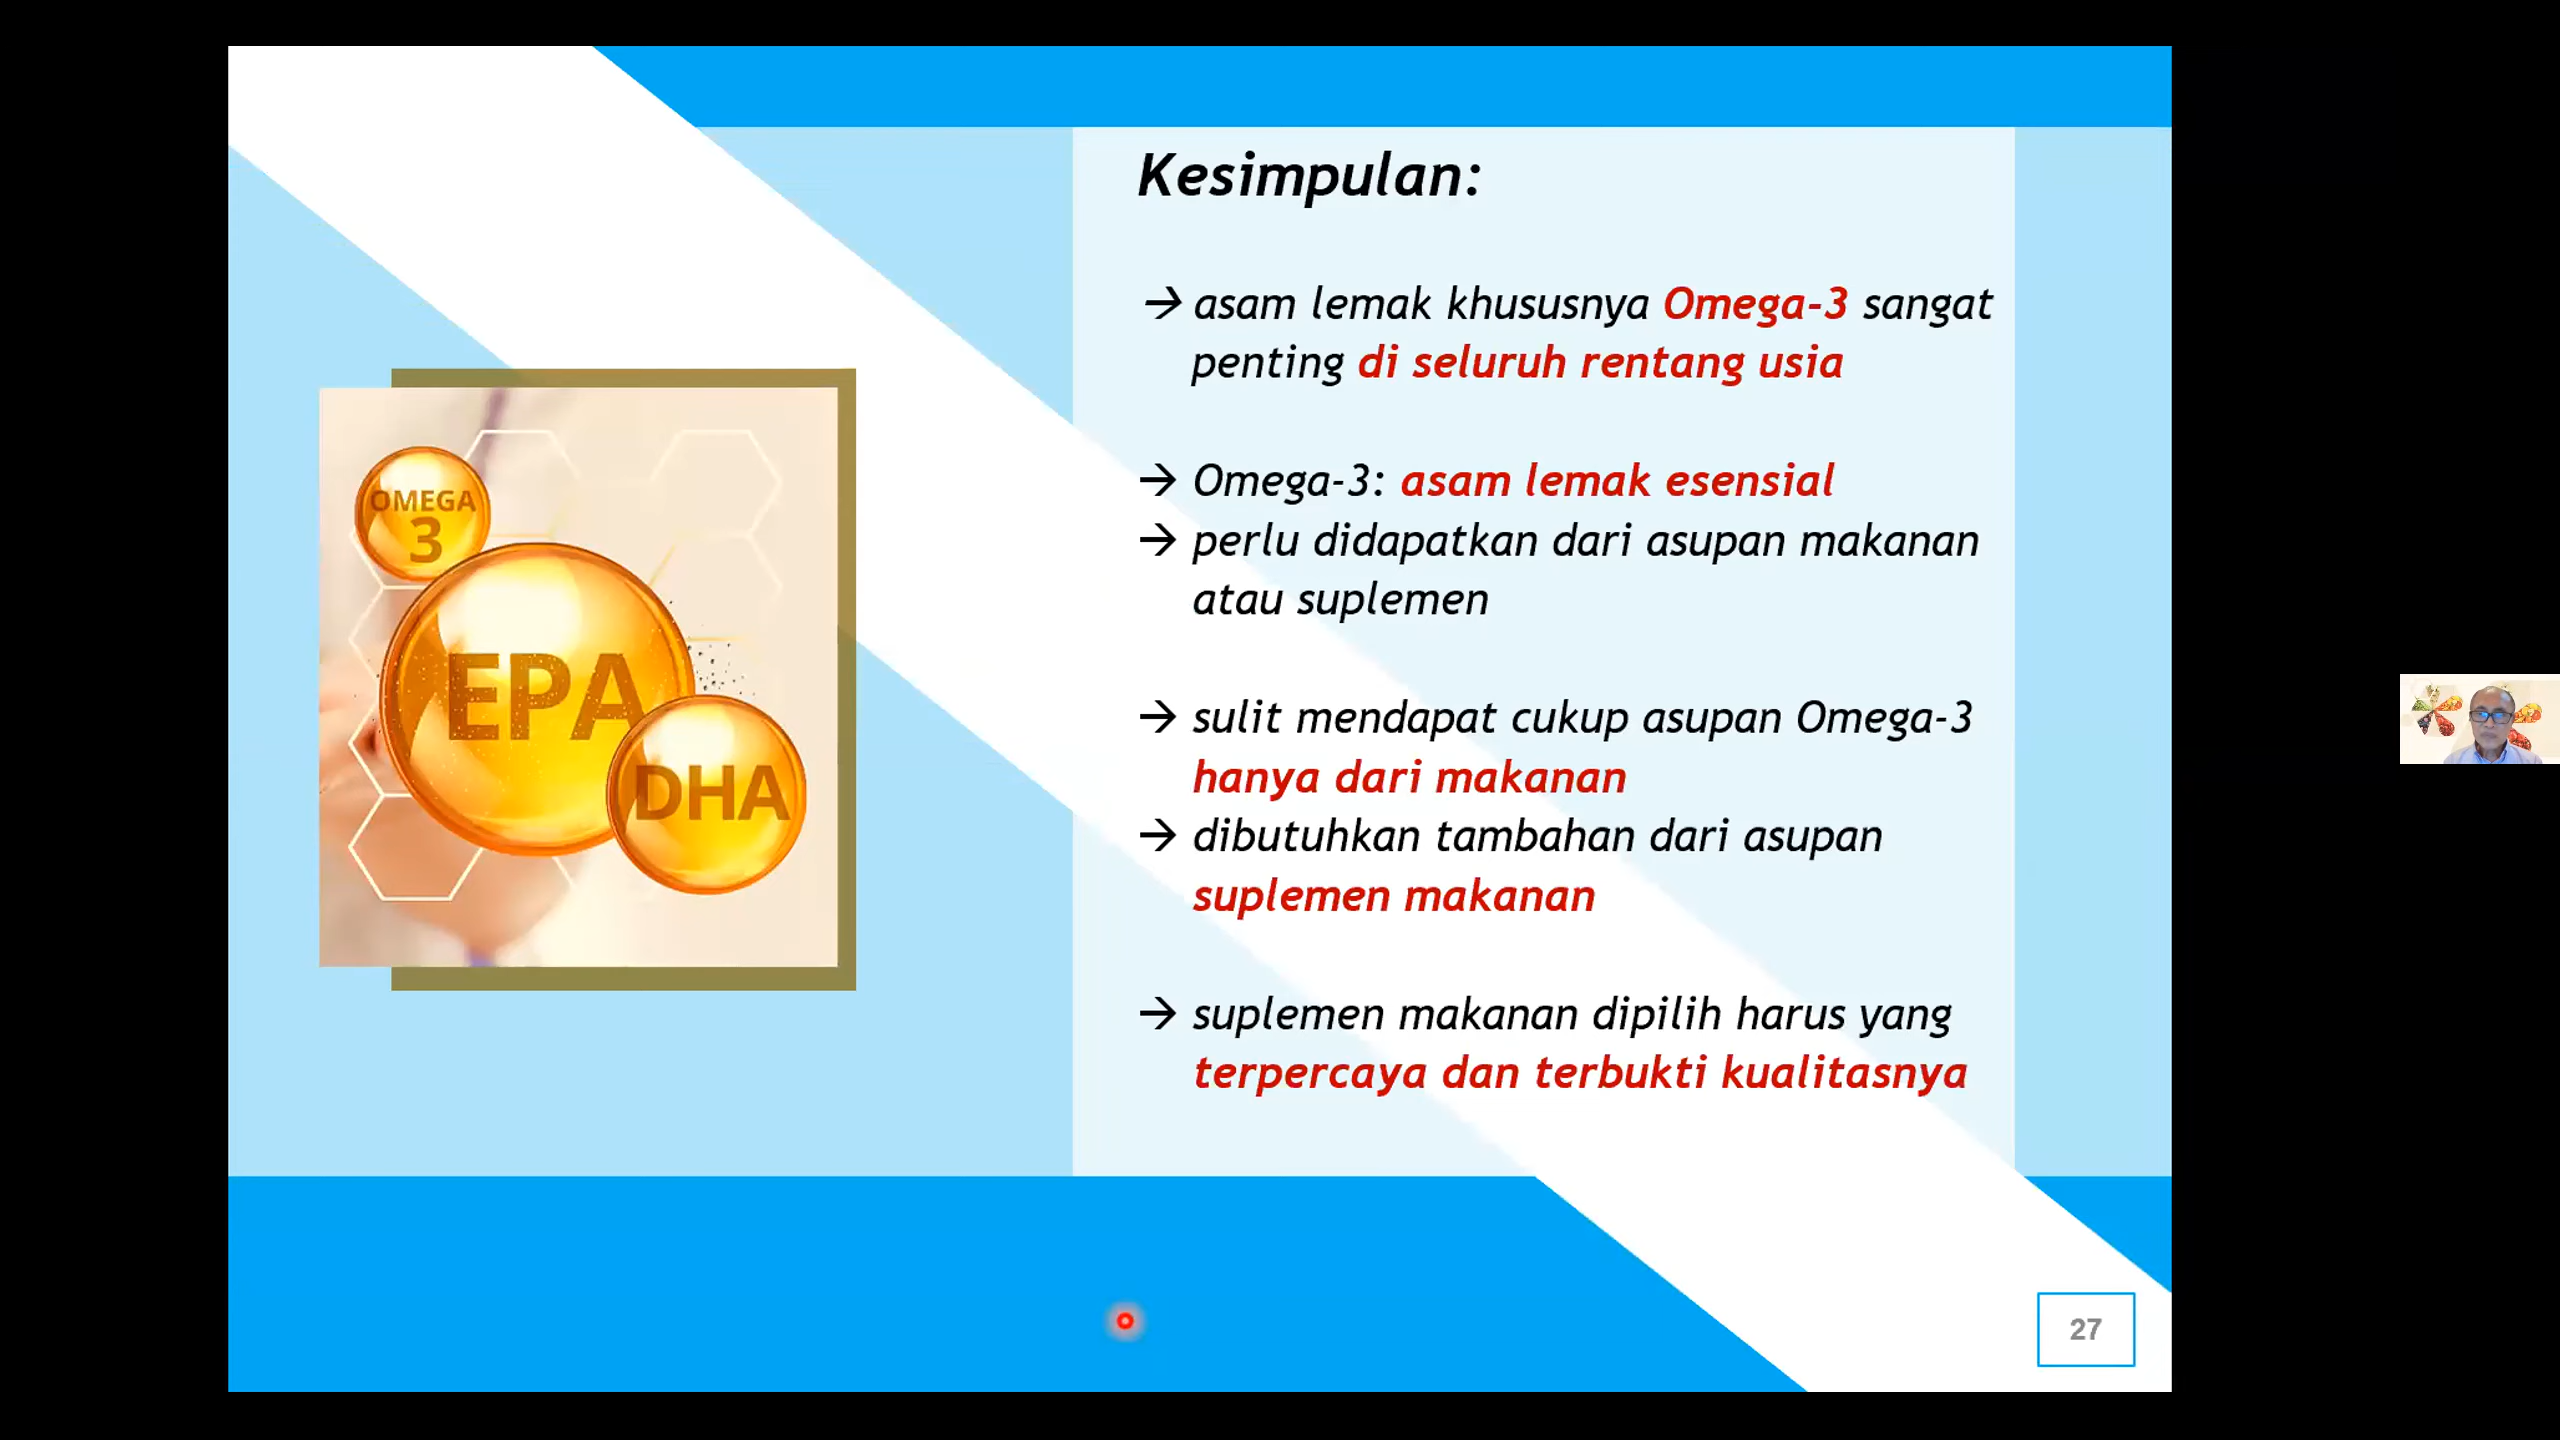 Kesimpulan:
→ asam lemak khususnya Omega-3 sangat
penting di seluruh rentang usia
→ Omega-3: asam lemak esensial
→ perlu didapatkan dari asupan makanan
atau suplemen
→ sulit mendapat cukup asupan Omega-3
hanya dari makanan
→ dibutuhkan tambahan dari asupan
suplemen makanan
→ suplemen makanan dipilih harus yang
terpercaya dan terbukti kualitasnya
OMEGA
3
EPA
DHA
27